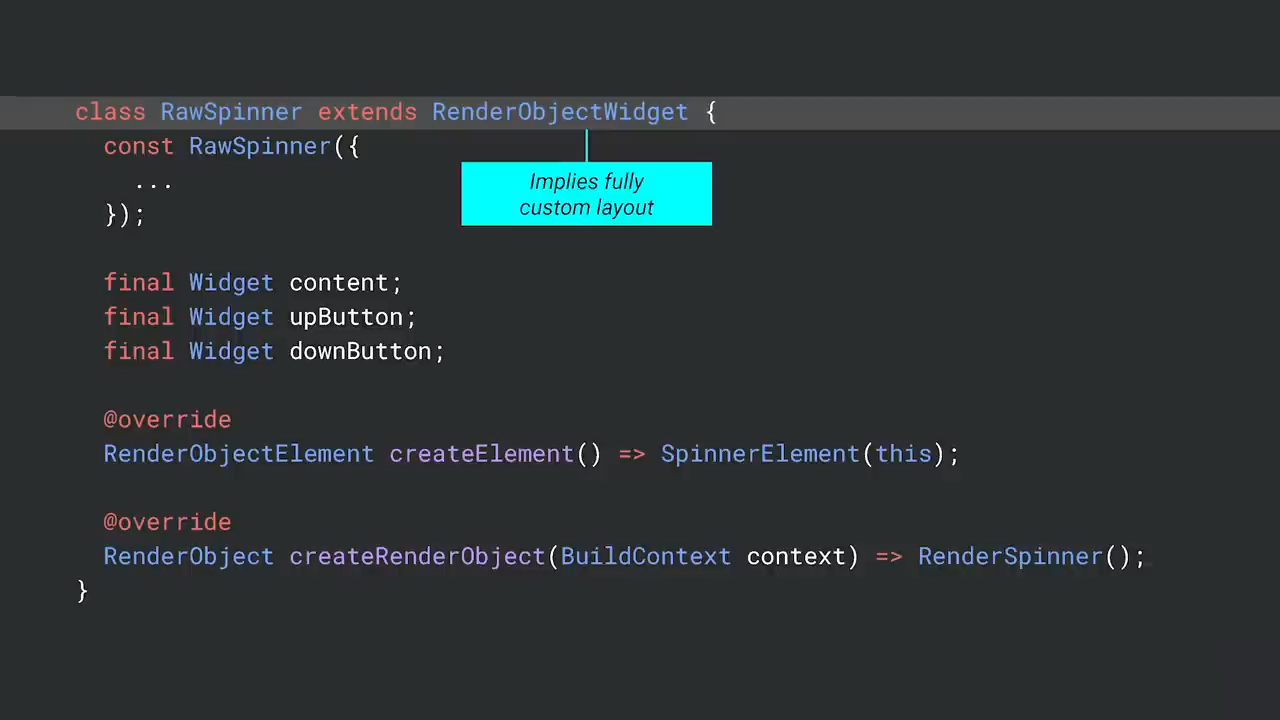 class RawSpinner extends RenderObjectWidget {
const RawSpinner({
...
});
Implies fully
custom layout
final Widget content;
final Widget upButton;
final Widget downButton;
@override
RenderObjectElement createElement() => SpinnerElement(this);
@override
RenderObject createRenderObject(BuildContext context) => RenderSpinner();
}